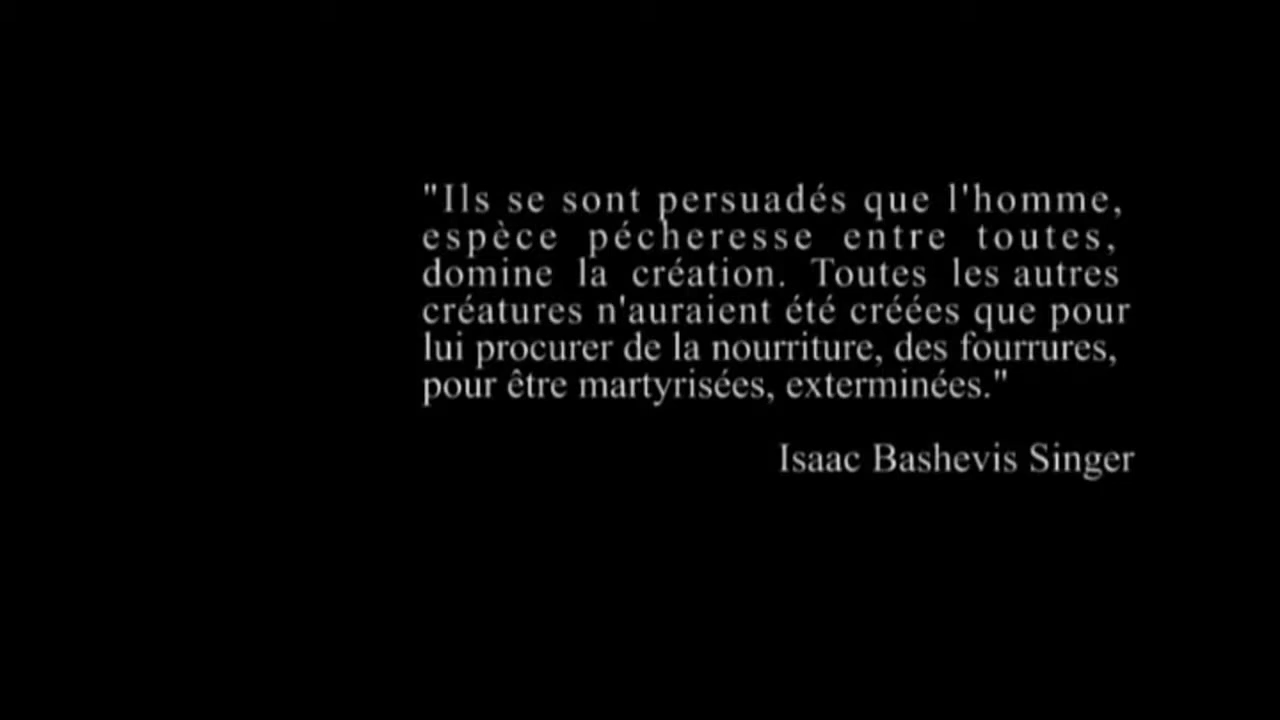 "Ils se sont persuadés que l'homme,
espèce pécheresse entre toutes,
domine la création. Toutes les autres
créatures n'auraient été créées que pour
lui procurer de la nourriture, des fourrures,
pour être martyrisées, exterminées."
Isaac Bashevis Singer